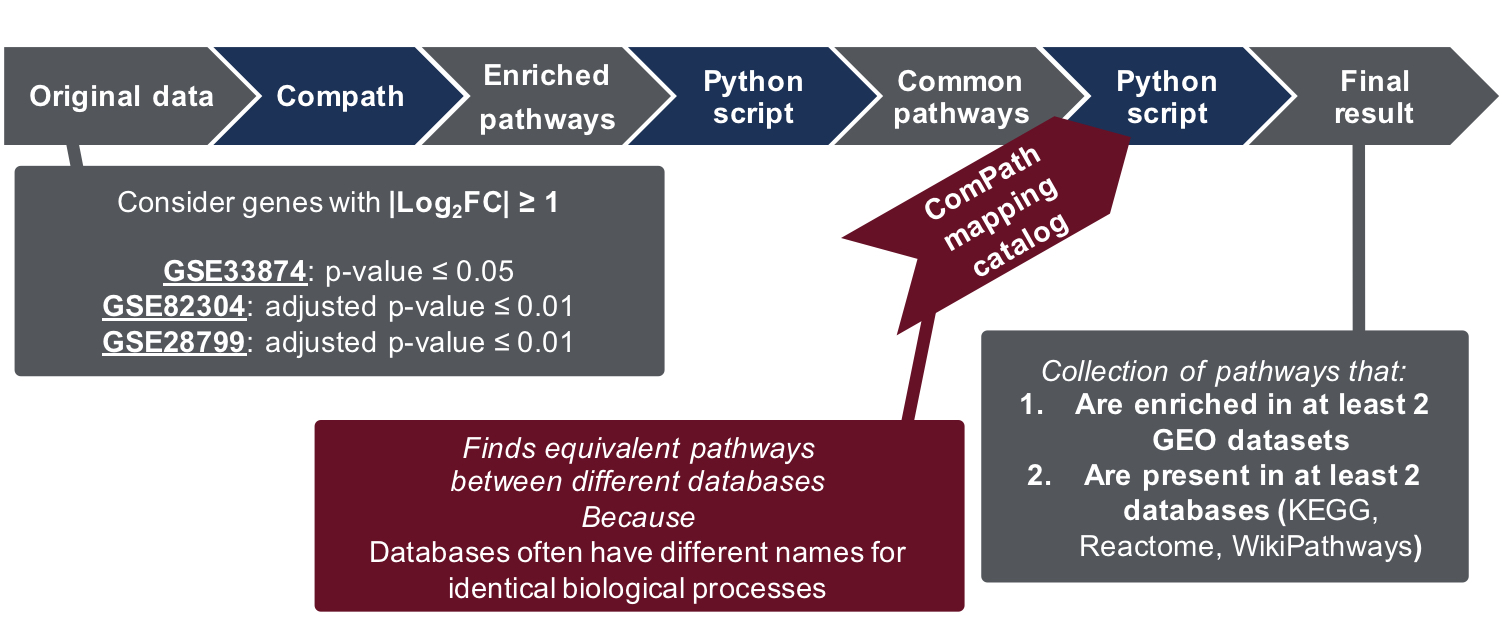 Original data
Compath
Enriched
pathways
Python
script
Common
pathways
Python
script
Final
result
Consider genes with |Log₂FC| ≥ 1
GSE33874: p-value ≤ 0.05
GSE82304: adjusted p-value ≤ 0.01
GSE28799: adjusted p-value ≤ 0.01
ComPath
mapping
catalog
Finds equivalent pathways
between different databases
Because
Databases often have different names for
identical biological processes
Collection of pathways that:
1. Are enriched in at least 2
GEO datasets
2. Are present in at least 2
databases (KEGG,
Reactome, WikiPathways)